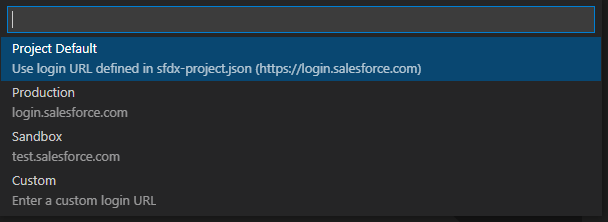 Project Default
Use login URL defined in sfdx-project.json (https://login.salesforce.com)
Production
login.salesforce.com
Sandbox
test.salesforce.com
Custom
Enter a custom login URL